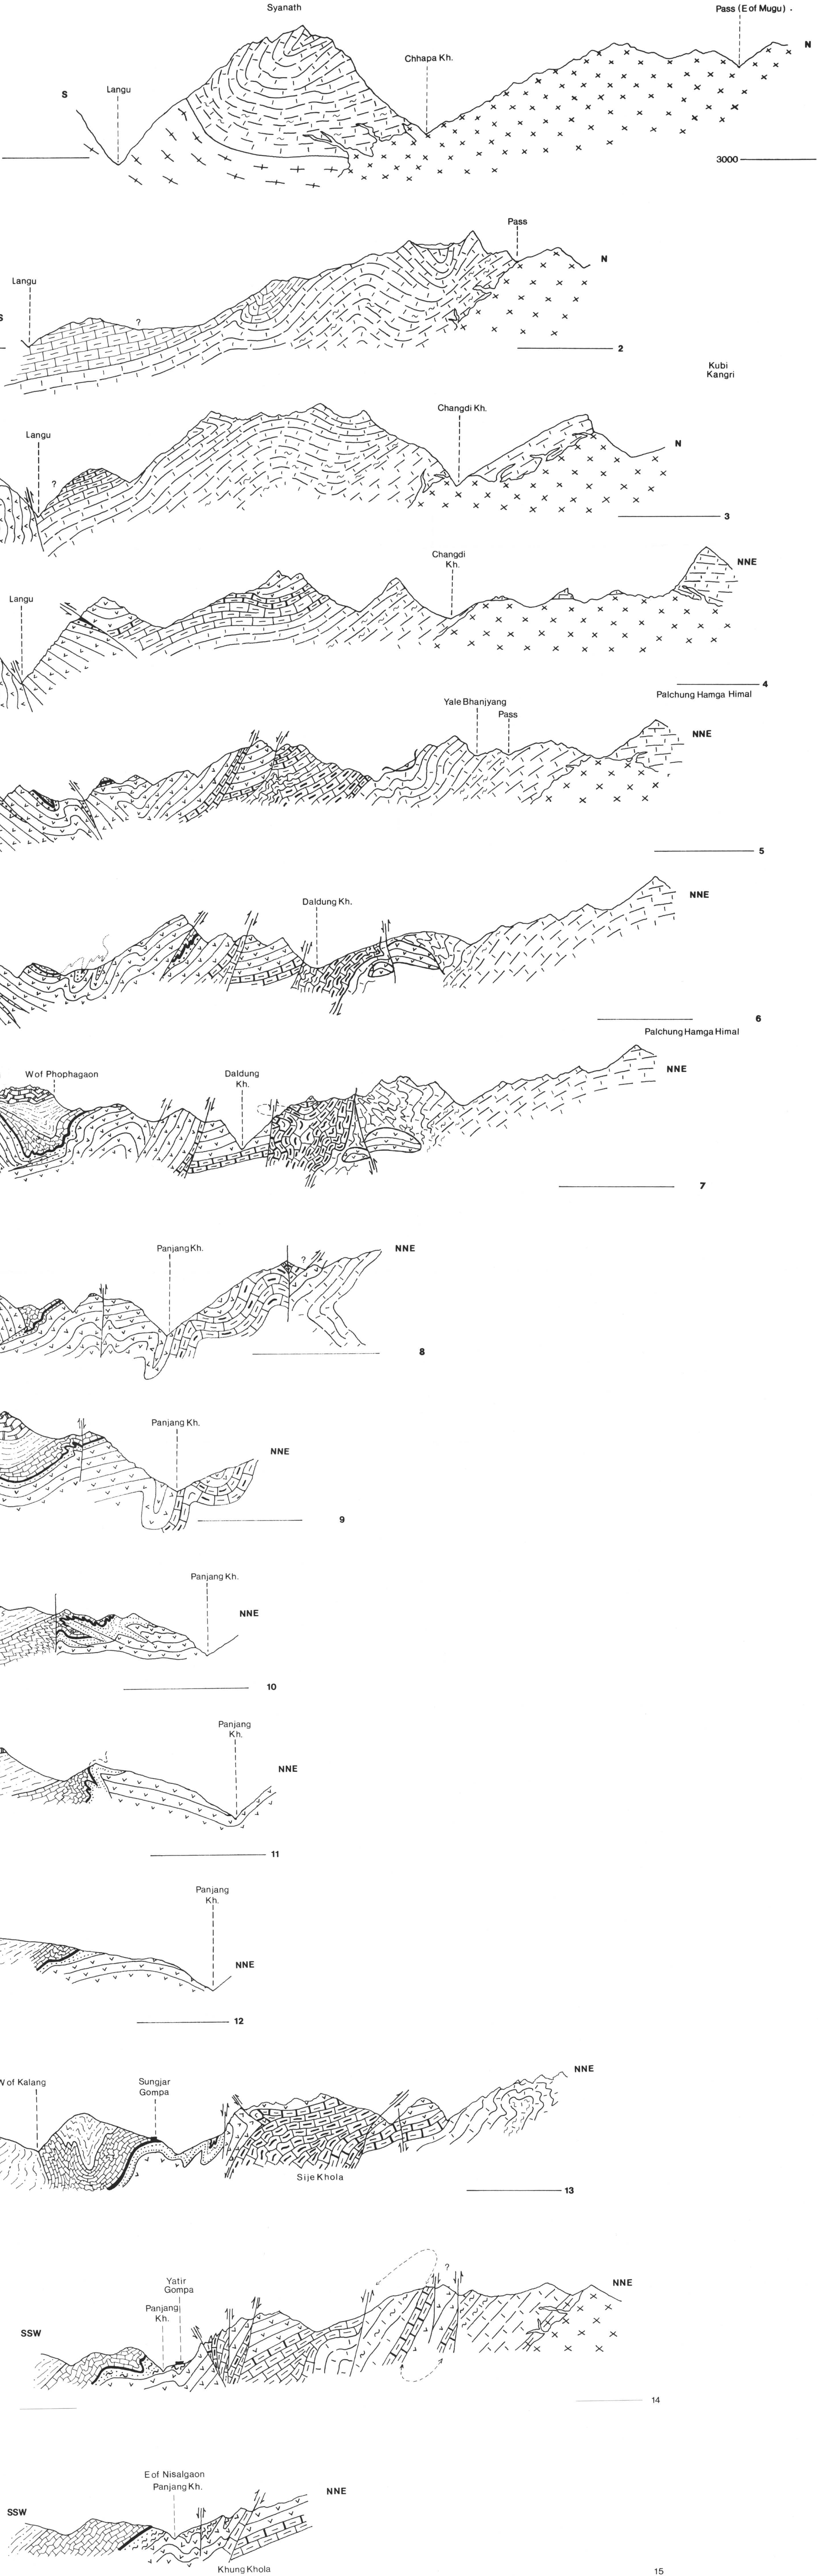 Syanath
Pass (E of Mugu)
N
Chhapa Kh.
Langu
S
3000
Pass
N
Langu
S
2
Kubi
Kangri
Changdi Kh.
Langu
N
?
3
Changdi
Kh.
NNE
Langu
4
Palchung Hamga Himal
Yale Bhanjyang
Pass
NNE
5
NNE
Daldung Kh.
6
Palchung Hamga Himal
W of Phophagaon
Daldung
Kh.
NNE
7
Panjang Kh.
NNE
?
8
Panjang Kh.
NNE
9
Panjang Kh.
NNE
10
Panjang
Kh.
NNE
11
Panjang
Kh.
NNE
12
NNE
W of Kalang
Sungjar
Gompa
Sije Khola
13
?
Yatir
Gompa
NNE
Panjang
Kh.
SSW
14
E of Nisalgaon
Panjang Kh.
NNE
SSW
Khung Khola
15